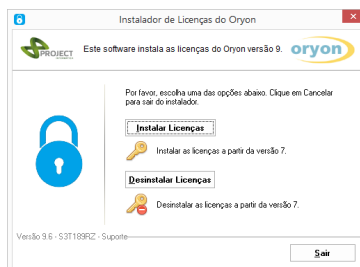 Instalador de Licenças do Oryon
PROJECT
Este software instala as licenças do Oryon versão 9.
oryon
Por favor, escolha uma das opções abaixo. Clique em Cancelar
para sair do instalador.
Instalar Licenças
Instalar as licenças a partir da versão 7.
Desinstalar Licenças
Desinstalar as licenças a partir da versão 7.
Versão 9.6 - S3T189RZ - Suporte
Sair